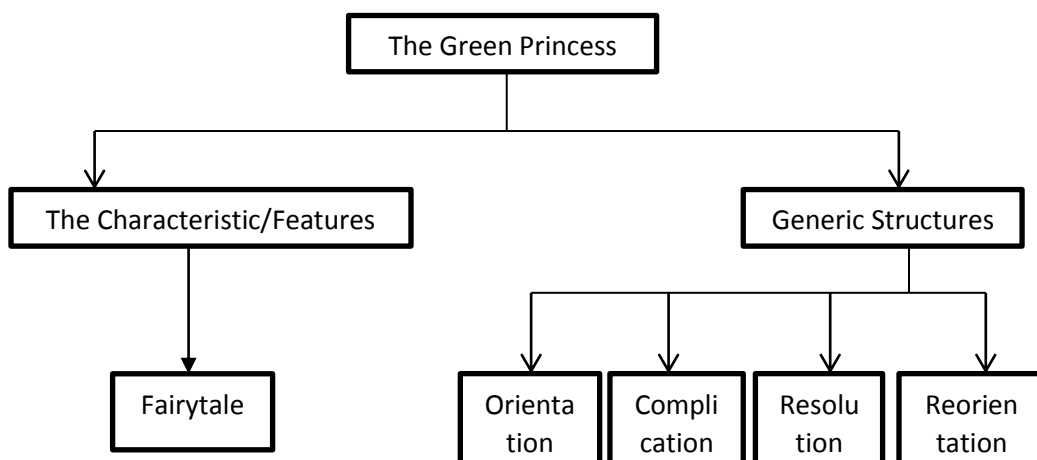 The Green Princess
The Characteristic/Features
Generic Structures
Fairytale
Orienta
tion
Compli
cation
Resolu
tion
Reorien
tation